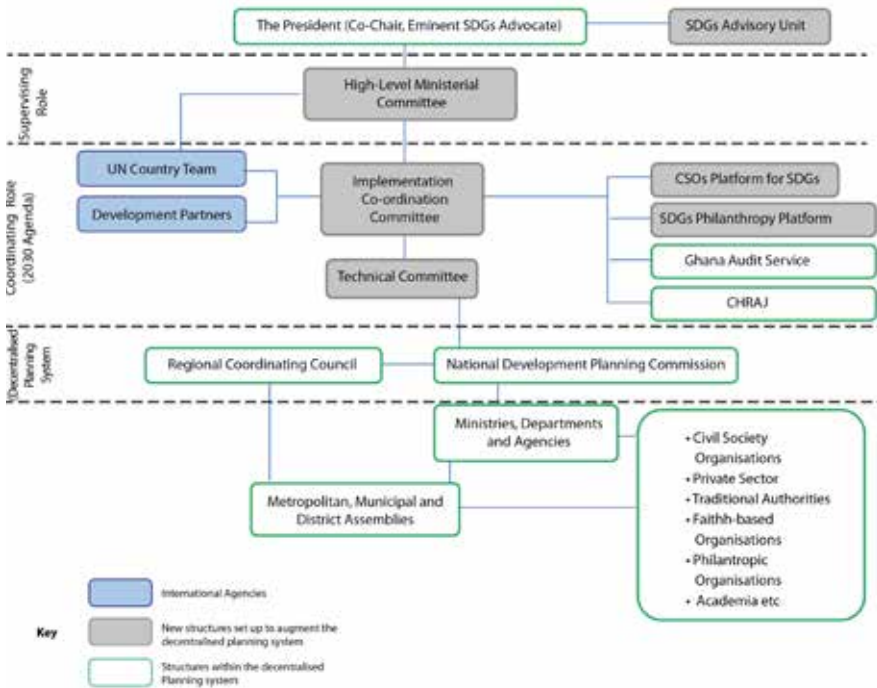 The President (Co-Chair, Eminent SDGs Advocate)
SDGs Advisory Unit
(Supervising
Role
High-Level Ministerial
Committee
Coordinating Role
(2030 Agenda)
UN Country Team
Development Partners
Implementation
Co-ordination
Committee
CSOs Platform for SDGs
SDGs Philanthropy Platform
Ghana Audit Service
CHRAJ
Technical Committee
(Decentralised
Planning
System
Regional Coordinating Council
National Development Planning Commission
Ministries, Departments
and Agencies
Metropolitan, Municipal and
District Assemblies
• Civil Society
Organisations
• Private Sector
• Traditional Authorities
• Faithh-based
Organisations
• Philantropic
Organisations
• Academia etc
Key
International Agencies
New structures set up to augment the
decentralised planning system
Structures within the decentralised
Planning system